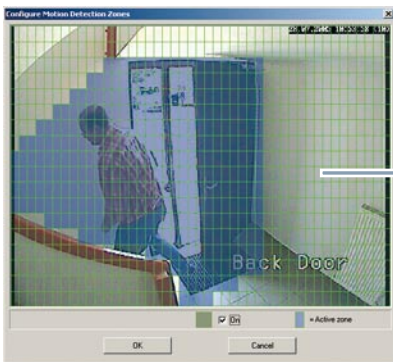 Configure Motion Detection Zones
Back Door
On
= Active zone
OK
Cancel